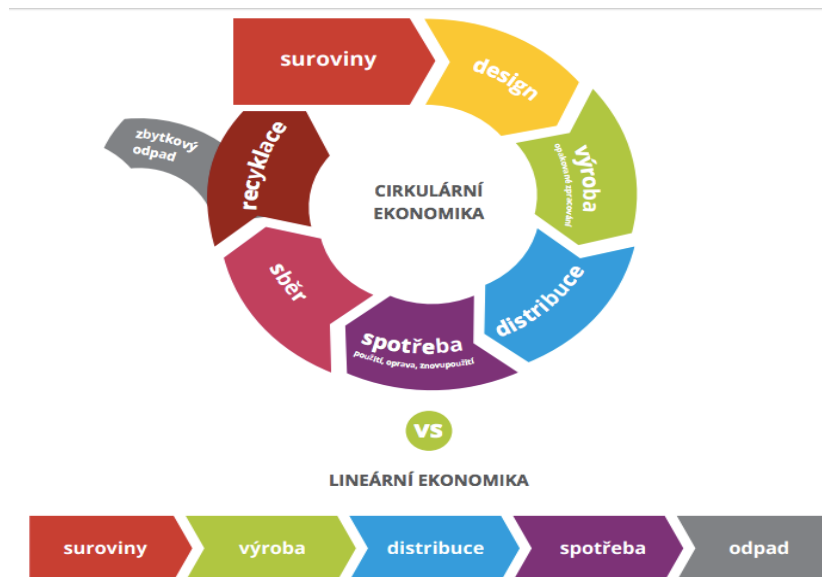 suroviny
design
výroba
opakované zpracování
distribuce
spotřeba
použití, oprava, znovupoužití
sběr
recyklace
zbytkový
odpad
CIRKULÁRNÍ
EKONOMIKA
vs
LINEÁRNÍ EKONOMIKA
suroviny
výroba
distribuce
spotřeba
odpad